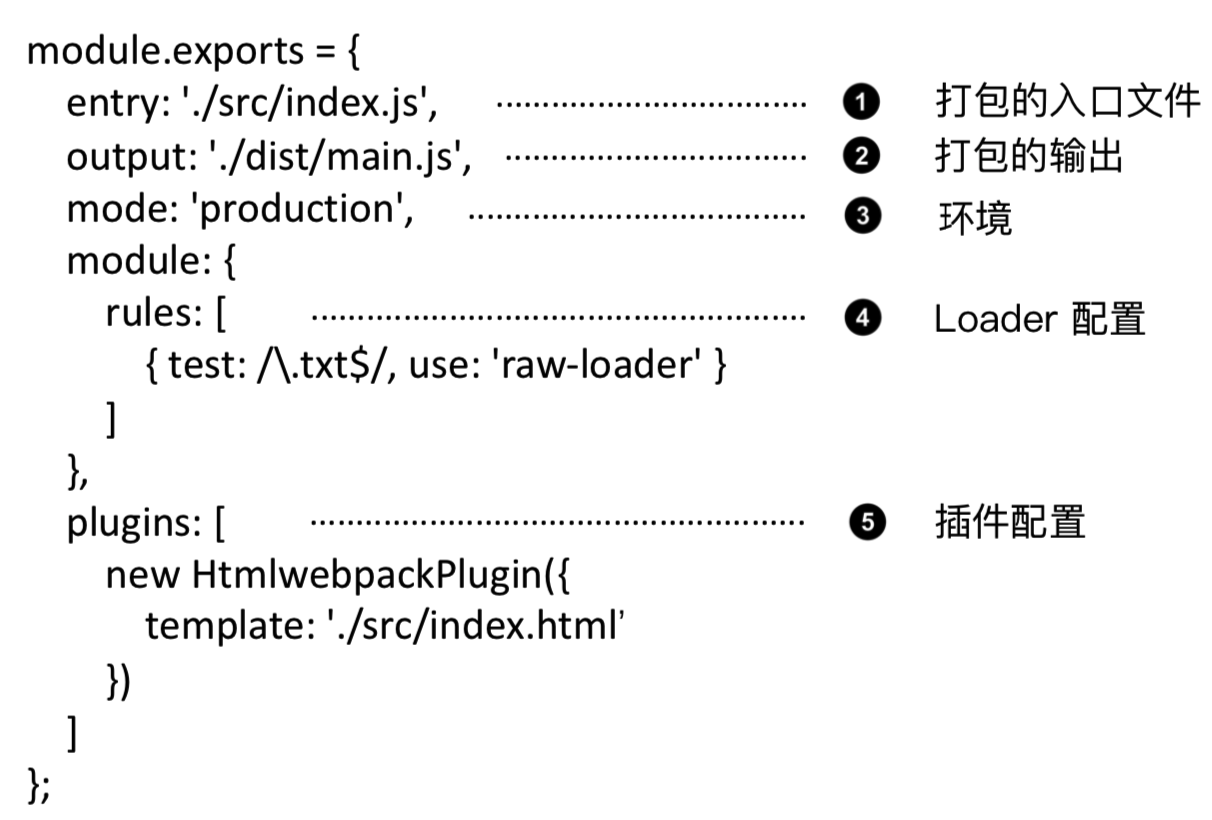 module.exports = {
entry: './src/index.js', ❶ 打包的入口文件
output: './dist/main.js', ❷ 打包的输出
mode: 'production', ❸ 环境
module: {
rules: [ ❹ Loader 配置
{ test: /\.txt$/, use: 'raw-loader' }
]
},
plugins: [ ❺ 插件配置
new HtmlwebpackPlugin({
template: './src/index.html’
})
]
};